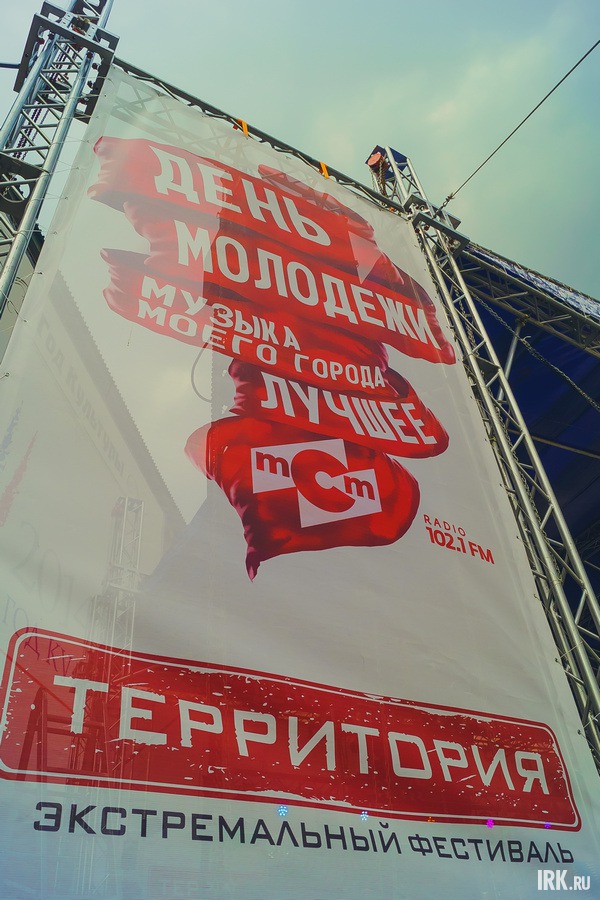 ДЕНЬ
МОЛОДЕЖИ
МУЗЫКА
МОЕГО ГОРОДА
ЛУЧШЕЕ
mCm
RADIO
102.1 FM
ТЕРРИТОРИЯ
ЭКСТРЕМАЛЬНЫЙ ФЕСТИВАЛЬ
IRK.RU